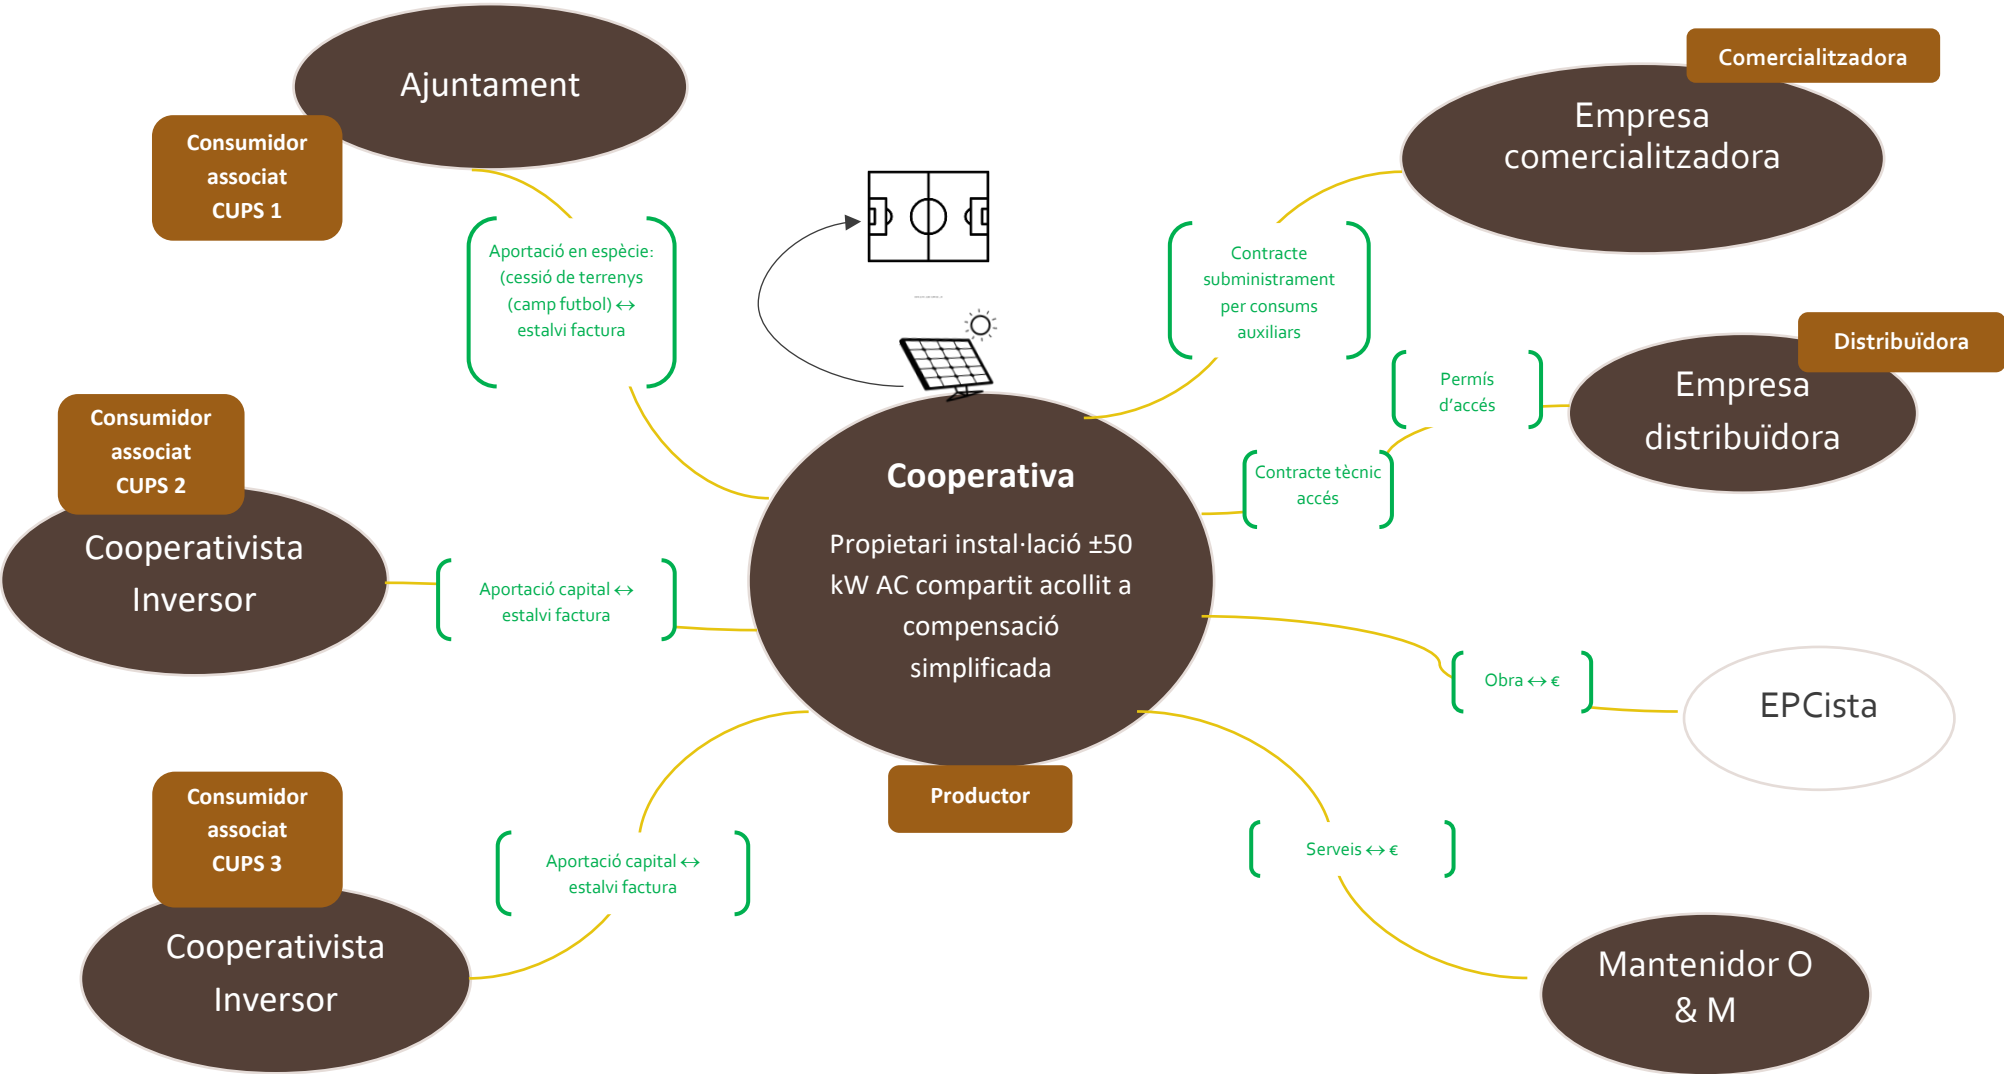 Ajuntament
Consumidor
associat
CUPS 1
Aportació en espècie:
(cessió de terrenys
(camp futbol) ↔
estalvi factura
Comercialitzadora
Empresa
comercialitzadora
Contracte
subministrament
per consums
auxiliars
Distribuïdora
Empresa
distribuïdora
Permís
d'accés
Contracte tècnic
accés
Consumidor
associat
CUPS 2
Cooperativista
Inversor
Aportació capital ↔
estalvi factura
Cooperativa
Propietari instal·lació ±50
kW AC compartit acollit a
compensació
simplificada
Productor
Obra ↔ €
EPCista
Consumidor
associat
CUPS 3
Cooperativista
Inversor
Aportació capital ↔
estalvi factura
Serveis ↔ €
Mantenidor O
& M